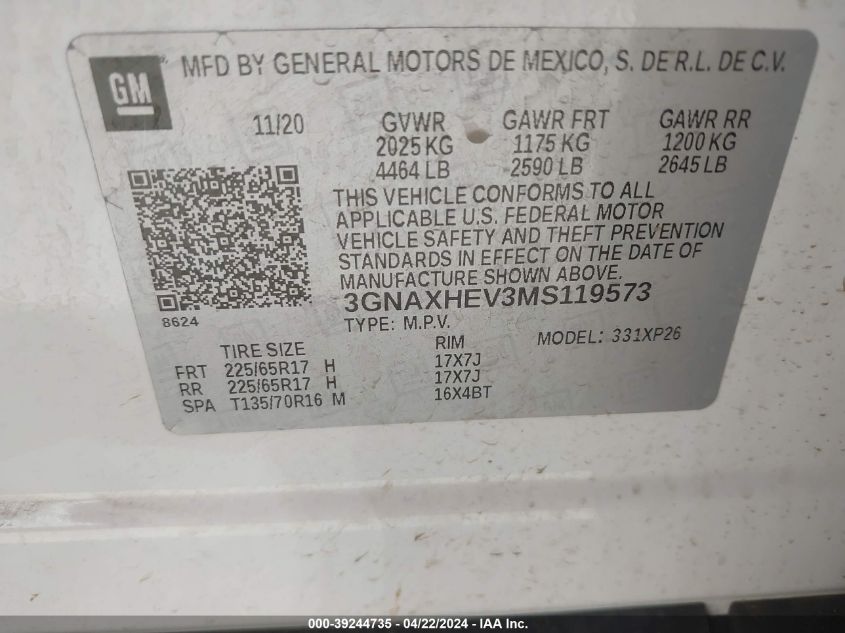 GM
MFD BY GENERAL MOTORS DE MEXICO, S. DE R.L. DE C.V.
11/20 GVWR GAWR FRT GAWR RR
2025 KG 1175 KG 1200 KG
4464 LB 2590 LB 2645 LB
THIS VEHICLE CONFORMS TO ALL
APPLICABLE U.S. FEDERAL MOTOR
VEHICLE SAFETY AND THEFT PREVENTION
STANDARDS IN EFFECT ON THE DATE OF
MANUFACTURE SHOWN ABOVE.
3GNAXHEV3MS119573
8624
TYPE: M.P.V.
MODEL: 331XP26
TIRE SIZE RIM
FRT 225/65R17 H 17X7J
RR 225/65R17 H 17X7J
SPA T135/70R16 M 16X4BT
000-39244735 - 04/22/2024 - IAA Inc.